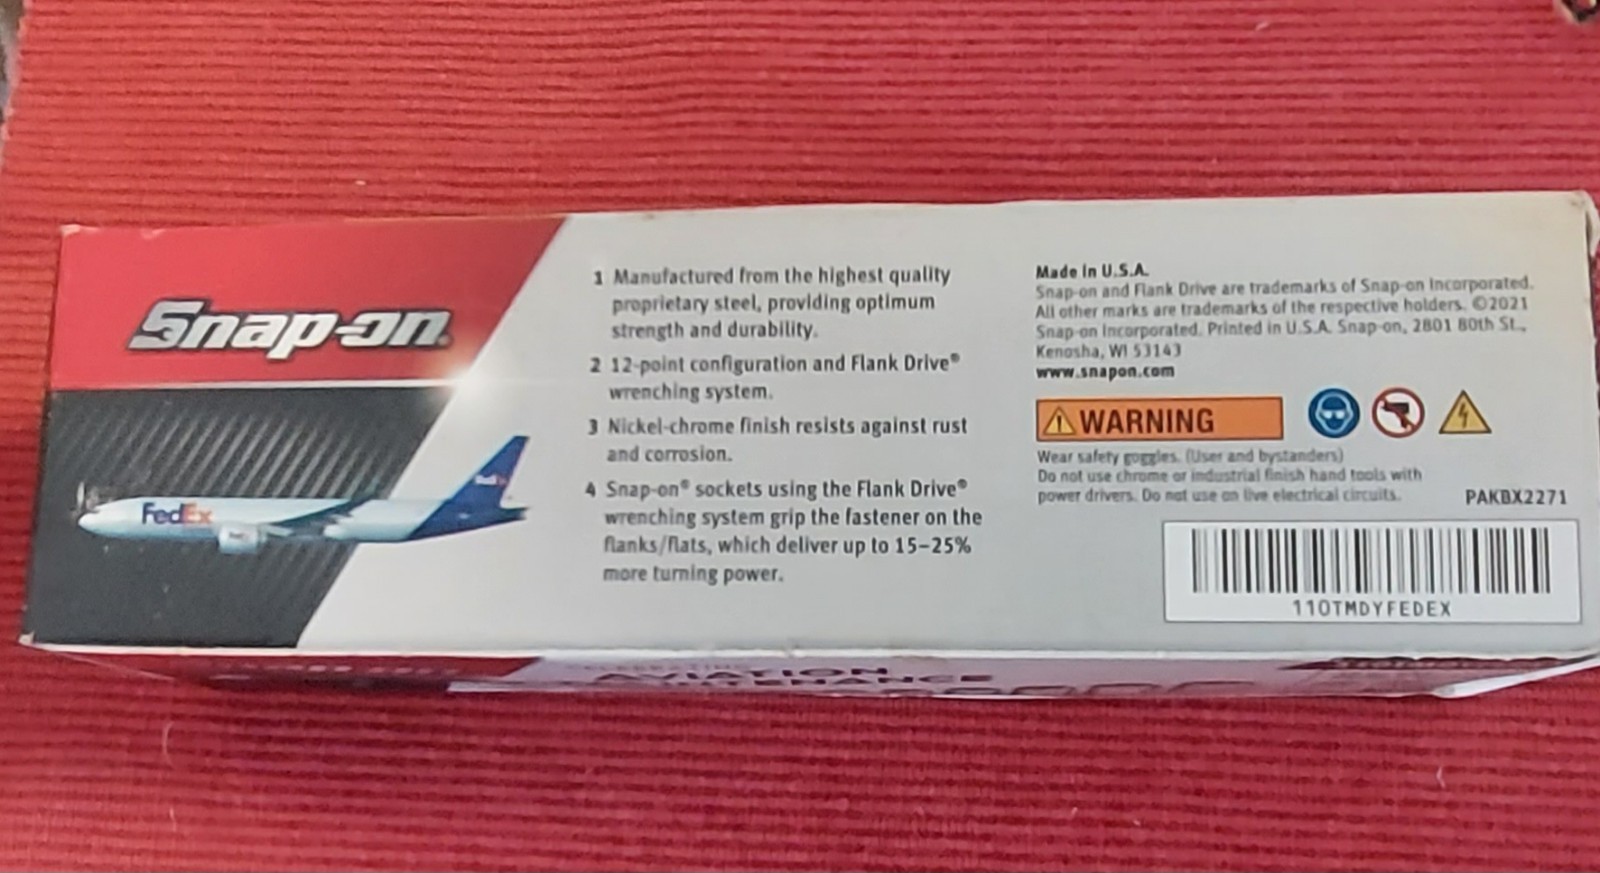 Snap-on
FedEx
1 Manufactured from the highest quality
proprietary steel, providing optimum
strength and durability.
2 12-point configuration and Flank Drive®
wrenching system.
3 Nickel-chrome finish resists against rust
and corrosion.
4 Snap-on® sockets using the Flank Drive®
wrenching system grip the fastener on the
flanks/flats, which deliver up to 15–25%
more turning power.
Made in U.S.A.
Snap-on and Flank Drive are trademarks of Snap-on Incorporated.
All other marks are trademarks of the respective holders. ©2021
Snap-on Incorporated. Printed in U.S.A. Snap-on, 2801 80th St.,
Kenosha, WI 53143
www.snapon.com
WARNING
Wear safety goggles. (User and bystanders)
Do not use chrome or industrial finish hand tools with
power drivers. Do not use on live electrical circuits.
PAKBX2271
110TMDYFEDEX
AVIATION